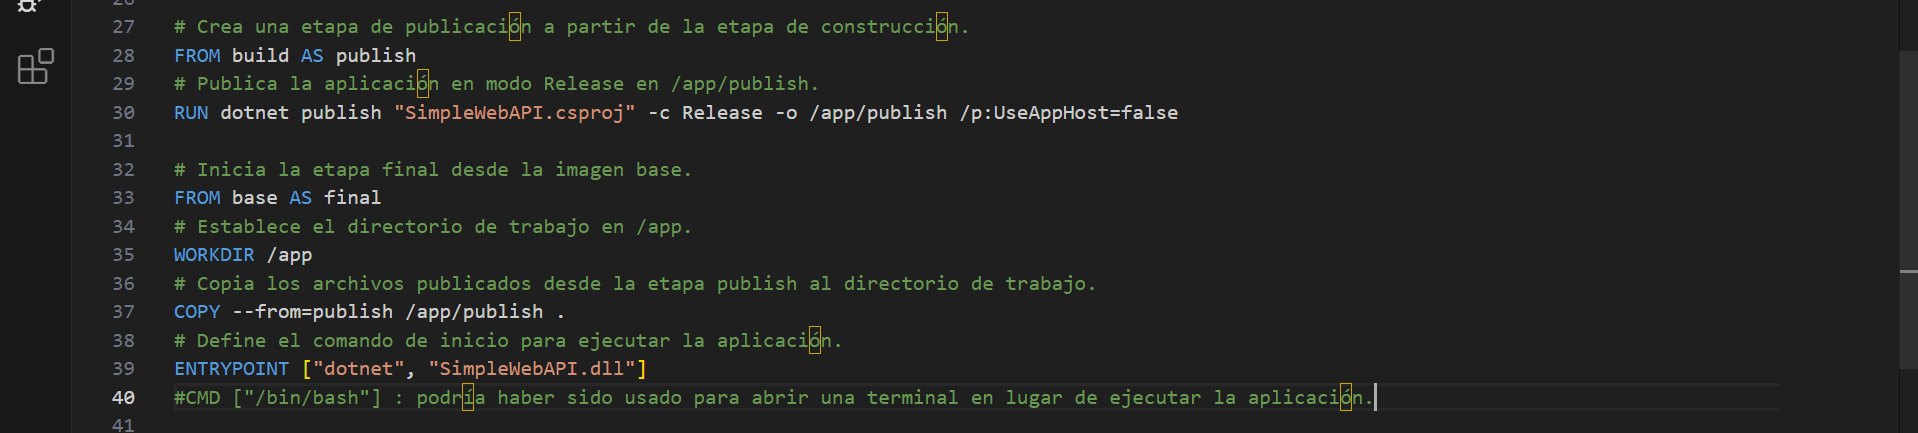 26
27 # Crea una etapa de publicación a partir de la etapa de construcción.
28 FROM build AS publish
29 # Publica la aplicación en modo Release en /app/publish.
30 RUN dotnet publish "SimpleWebAPI.csproj" -c Release -o /app/publish /p:UseAppHost=false
31
32 # Inicia la etapa final desde la imagen base.
33 FROM base AS final
34 # Establece el directorio de trabajo en /app.
35 WORKDIR /app
36 # Copia los archivos publicados desde la etapa publish al directorio de trabajo.
37 COPY --from=publish /app/publish .
38 # Define el comando de inicio para ejecutar la aplicación.
39 ENTRYPOINT ["dotnet", "SimpleWebAPI.dll"]
40 #CMD ["/bin/bash"] : podría haber sido usado para abrir una terminal en lugar de ejecutar la aplicación.
41